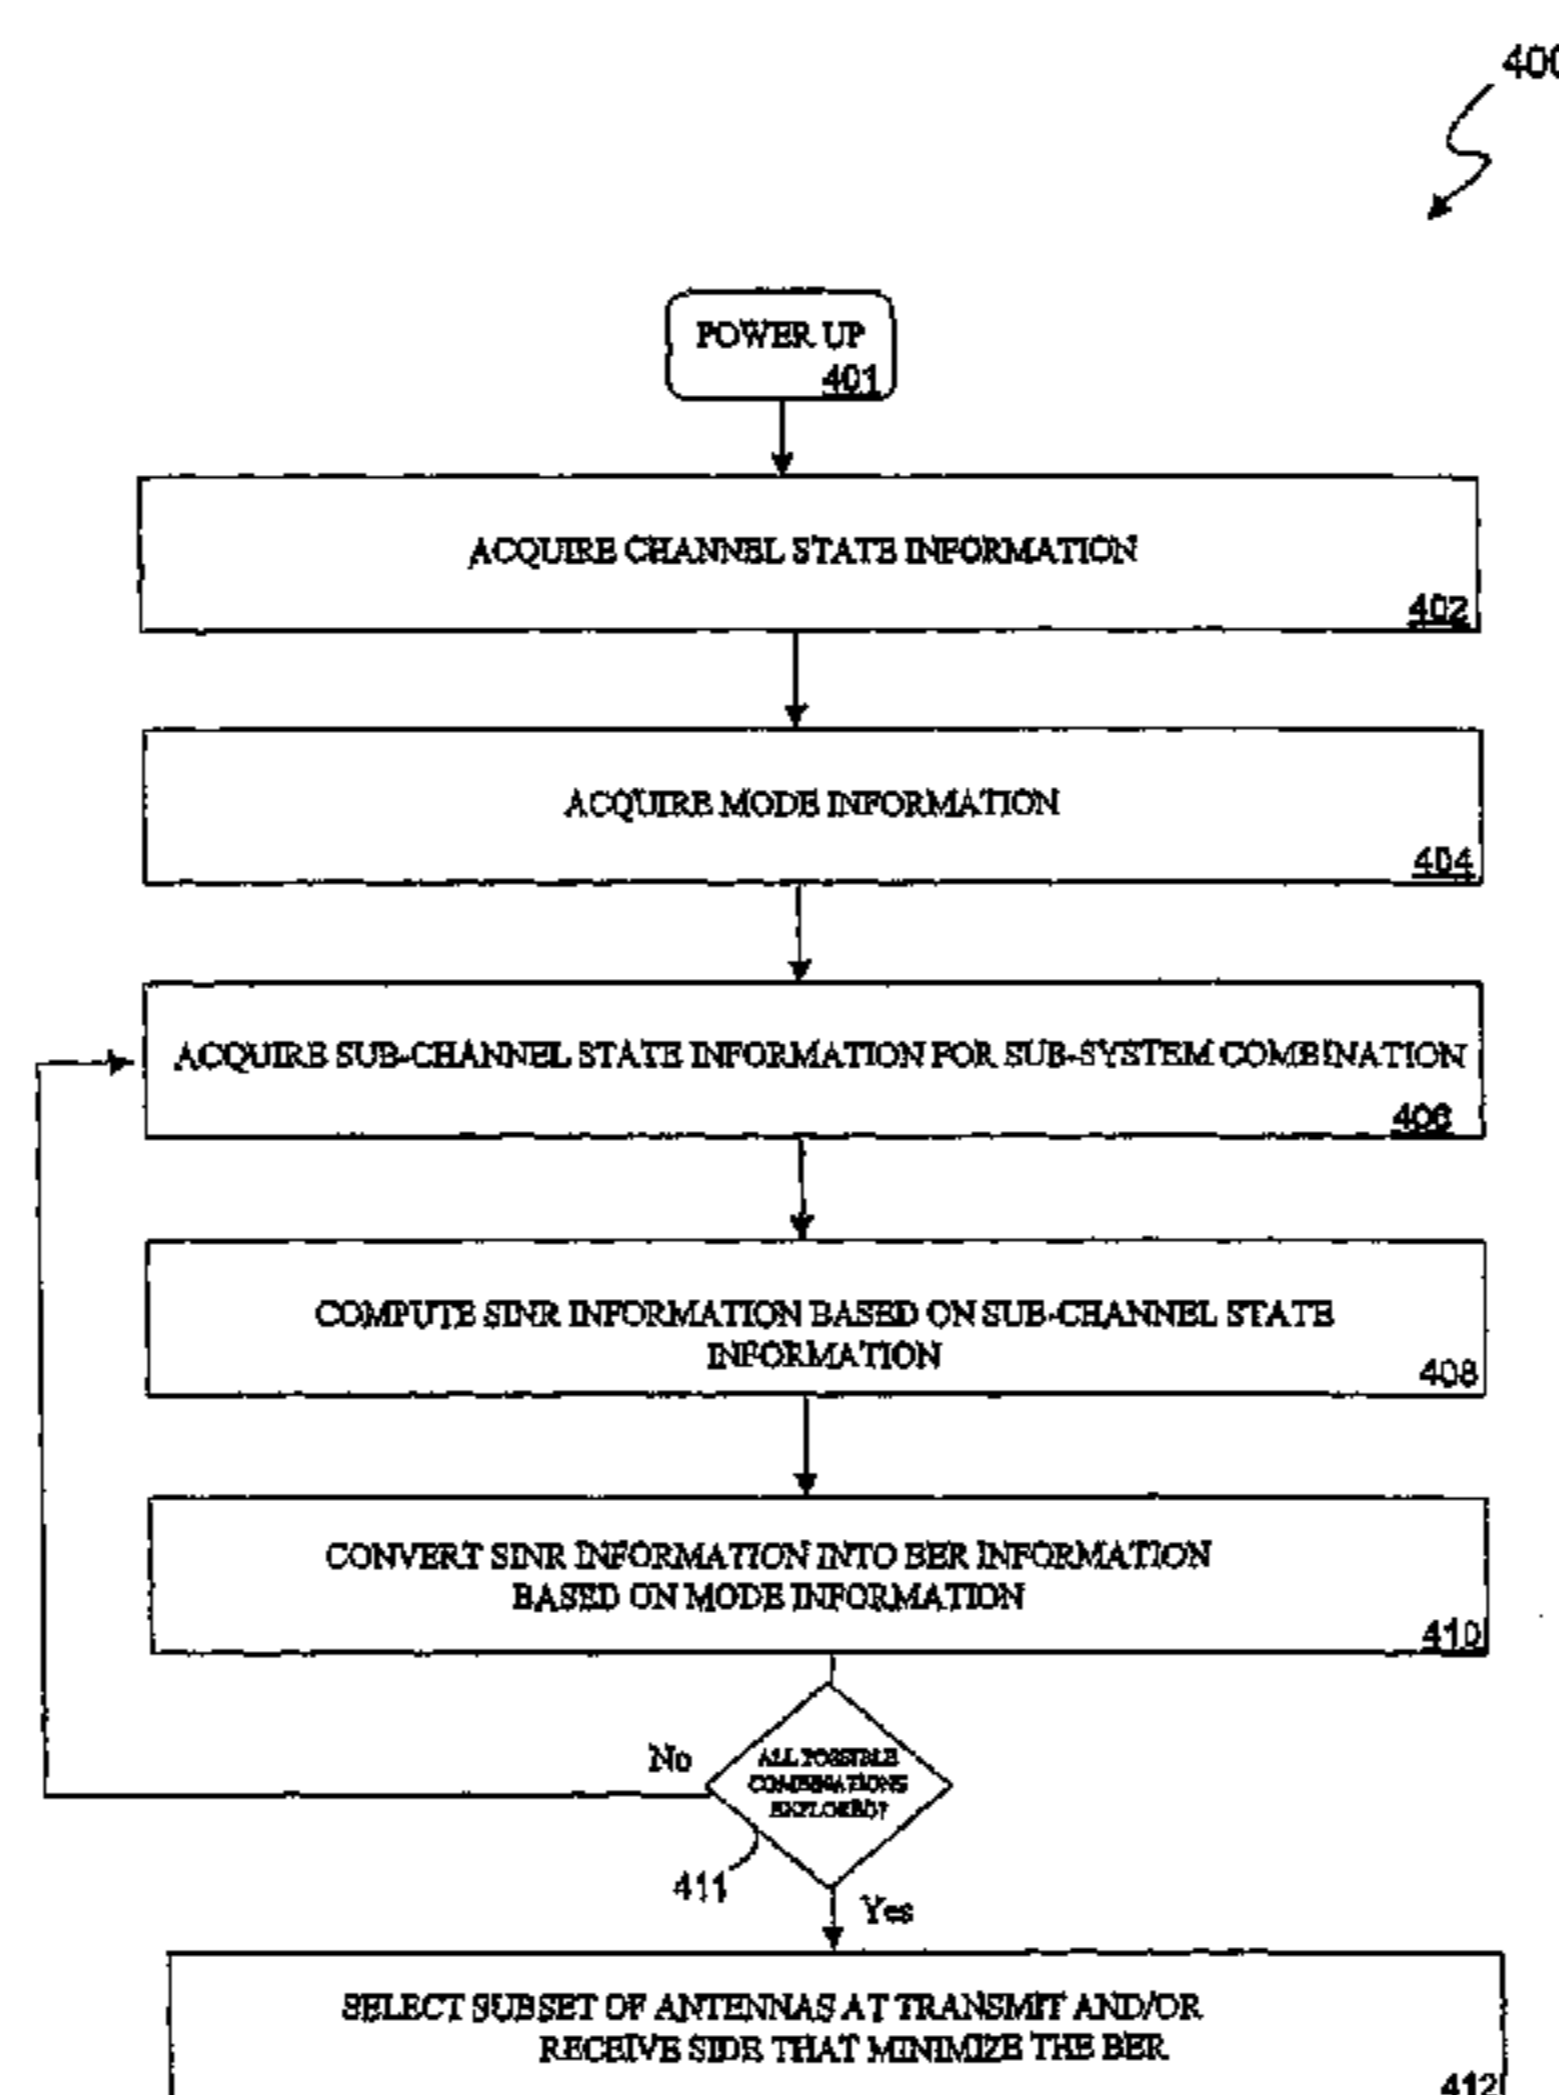 400
POWER UP
401
ACQUIRE CHANNEL STATE INFORMATION
402
ACQUIRE MODE INFORMATION
404
ACQUIRE SUB-CHANNEL STATE INFORMATION FOR SUB-SYSTEM COMBINATION
406
COMPUTE SINR INFORMATION BASED ON SUB-CHANNEL STATE
INFORMATION
408
CONVERT SINR INFORMATION INTO BER INFORMATION
BASED ON MODE INFORMATION
410
No
ALL POSSIBLE
COMBINATIONS
EXPLORED?
411
Yes
SELECT SUBSET OF ANTENNAS AT TRANSMIT AND/OR
RECEIVE SIDE THAT MINIMIZE THE BER
412